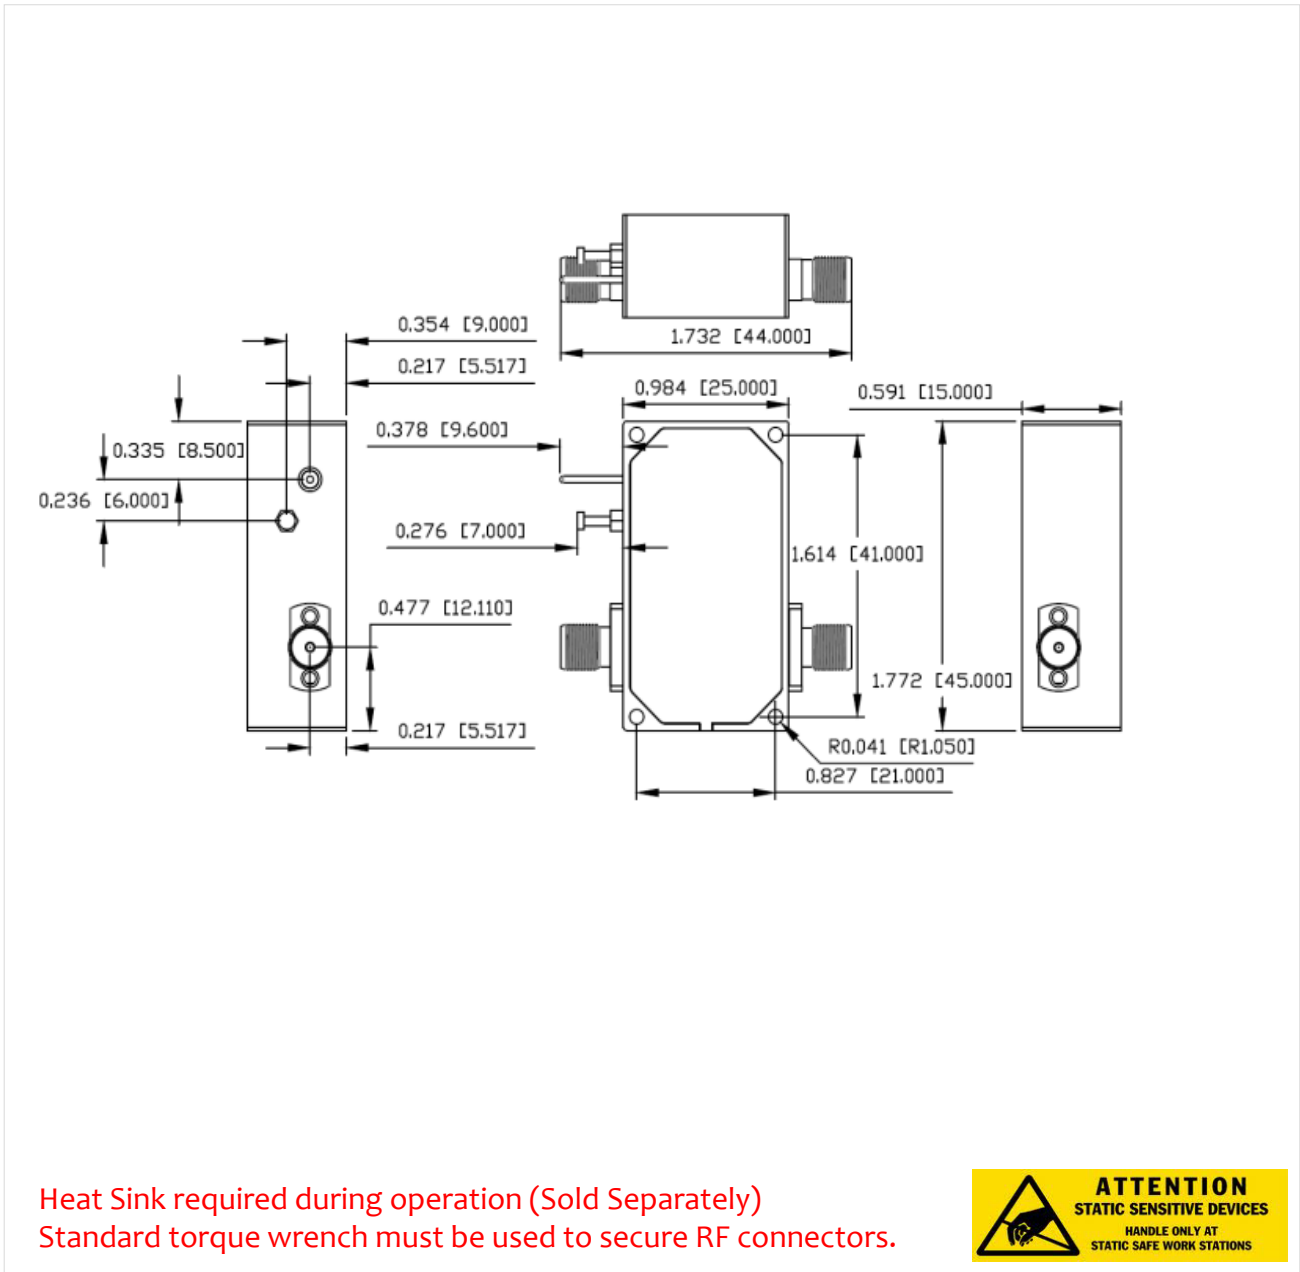 0.354 [9.000]
1.732 [44.000]
0.217 [5.517]
0.984 [25.000]
0.591 [15.000]
0.378 [9.600]
0.335 [8.500]
0.236 [6.000]
0.276 [7.000]
1.614 [41.000]
0.477 [12.110]
1.772 [45.000]
0.217 [5.517]
R0.041 [R1.050]
0.827 [21.000]
Heat Sink required during operation (Sold Separately)
Standard torque wrench must be used to secure RF connectors.
ATTENTION
STATIC SENSITIVE DEVICES
HANDLE ONLY AT
STATIC SAFE WORK STATIONS